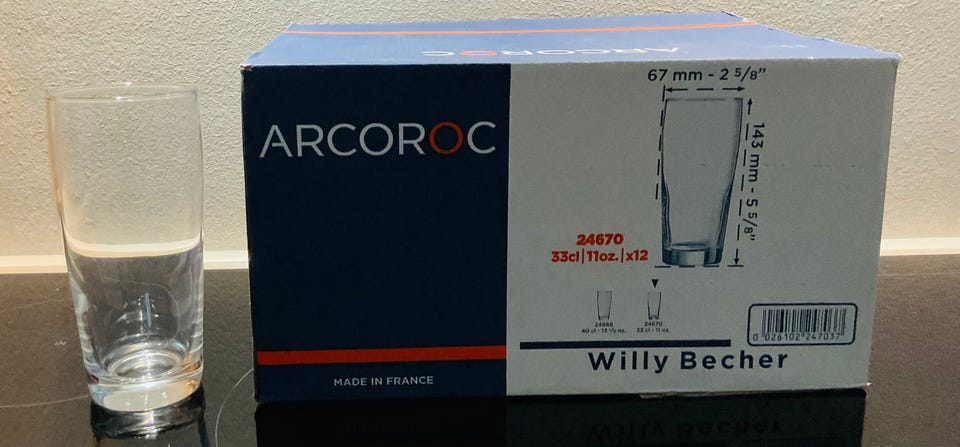 ARCOROC
67 mm - 2 5/8"
ARCOROC
143 mm - 5 5/8"
24670
33cl|11oz.|x12
24668
40 cl - 13 ½ oz.
24670
33 cl - 11 oz.
0 026102 247037
Willy Becher
MADE IN FRANCE